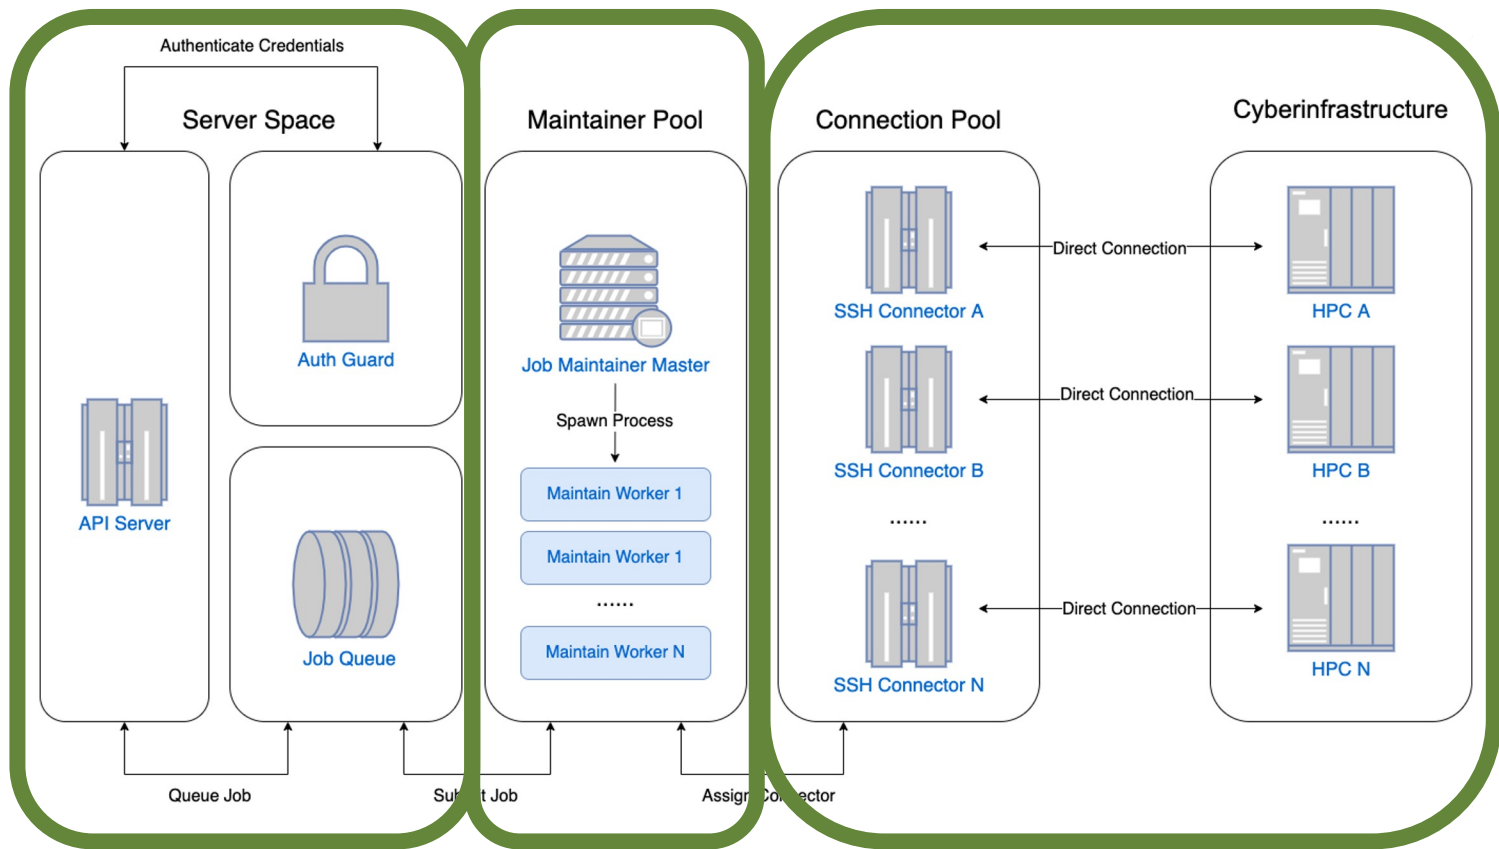 Authenticate Credentials
Server Space
Maintainer Pool
Connection Pool
Cyberinfrastructure
Auth Guard
API Server
Job Queue
Job Maintainer Master
Spawn Process
Maintain Worker 1
Maintain Worker 1
......
Maintain Worker N
SSH Connector A
SSH Connector B
......
SSH Connector N
Direct Connection
Direct Connection
Direct Connection
HPC A
HPC B
......
HPC N
Queue Job
Submit Job
Assign Connector